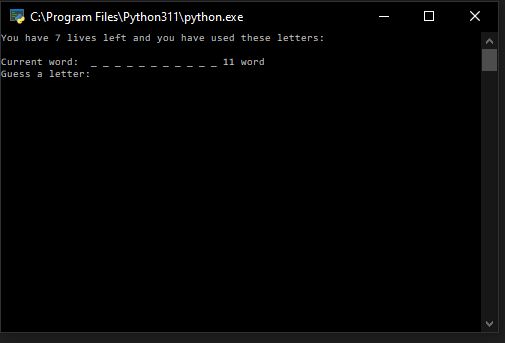 C:\Program Files\Python311\python.exe
You have 7 lives left and you have used these letters:
Current word:  _ _ _ _ _ _ _ _ _ _ _ 11 word
Guess a letter: